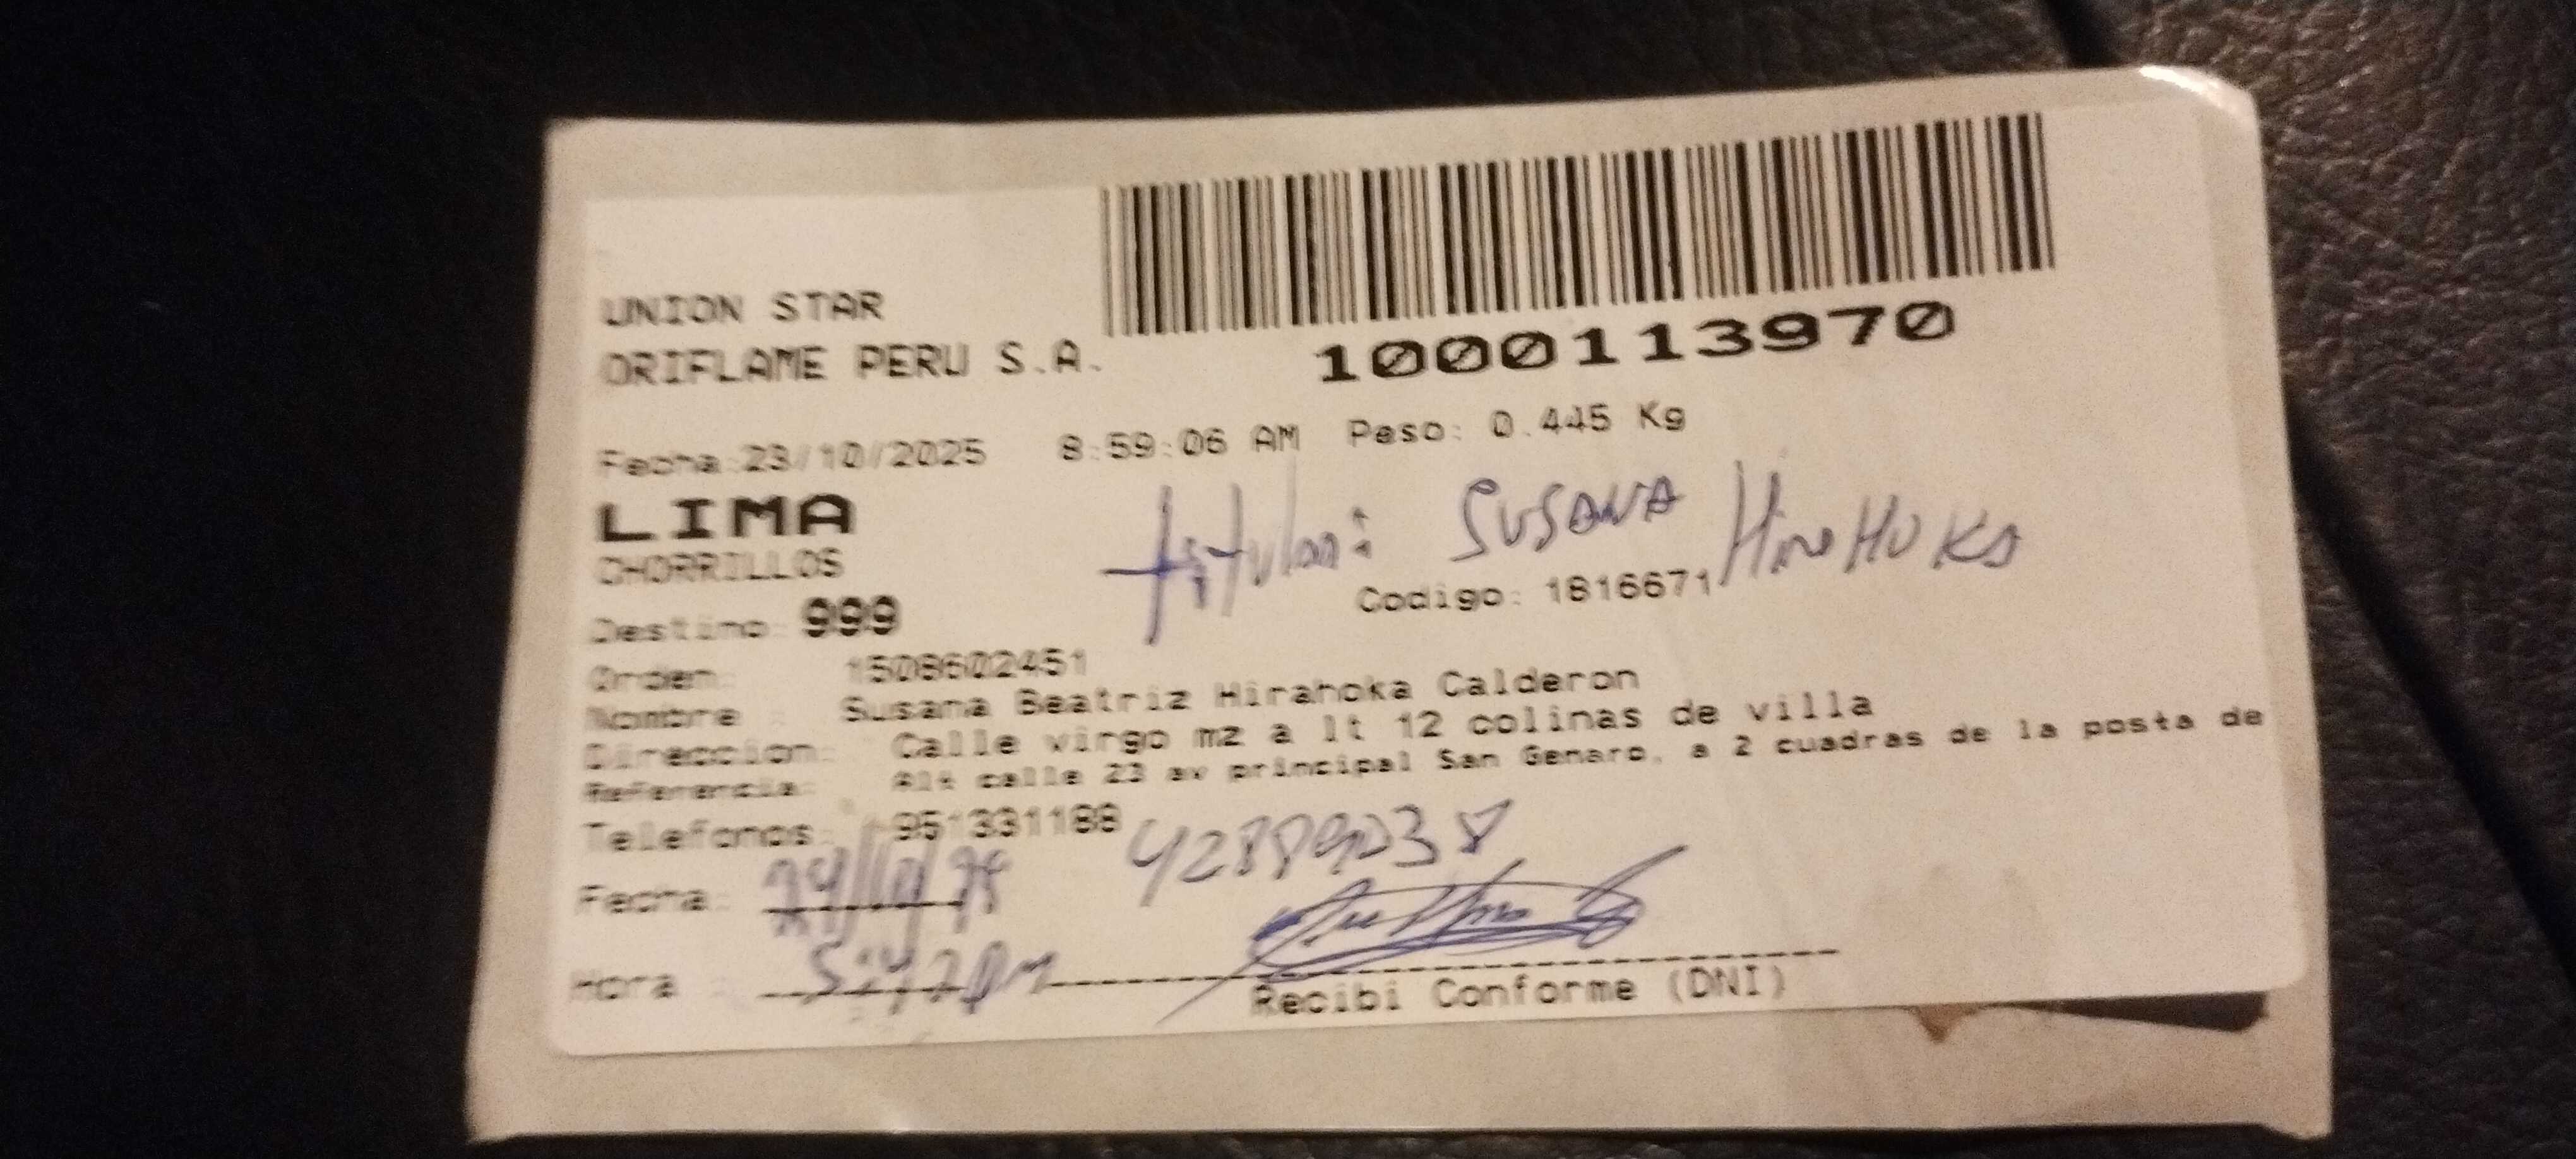 UNION STAR
ORIFLAME PERU S.A.
1000113970
Fecha:23/10/2025 8:59:06 AM Peso: 0.445 Kg
LIMA
CHORRILLOS
titular: SUSANA HiraHoKa
Destino: 999 Codigo: 1816671
Orden: 1508602451
Nombre : Susana Beatriz Hirahoka Calderon
Direccion: Calle virgo mz a lt 12 colinas de villa
Referencia: Alt calle 23 av principal San Genaro, a 2 cuadras de la posta de
Telefonos: 951331188
42889038
Fecha:
Hora :
Recibi Conforme (DNI)